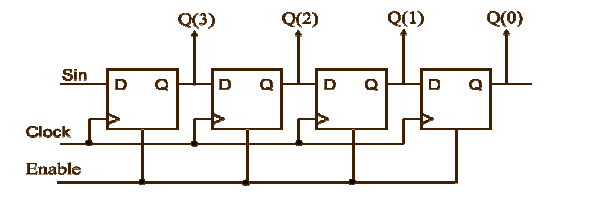 Q(3) Q(2) Q(1) Q(0)
Sin D Q D Q D Q D Q
Clock
Enable